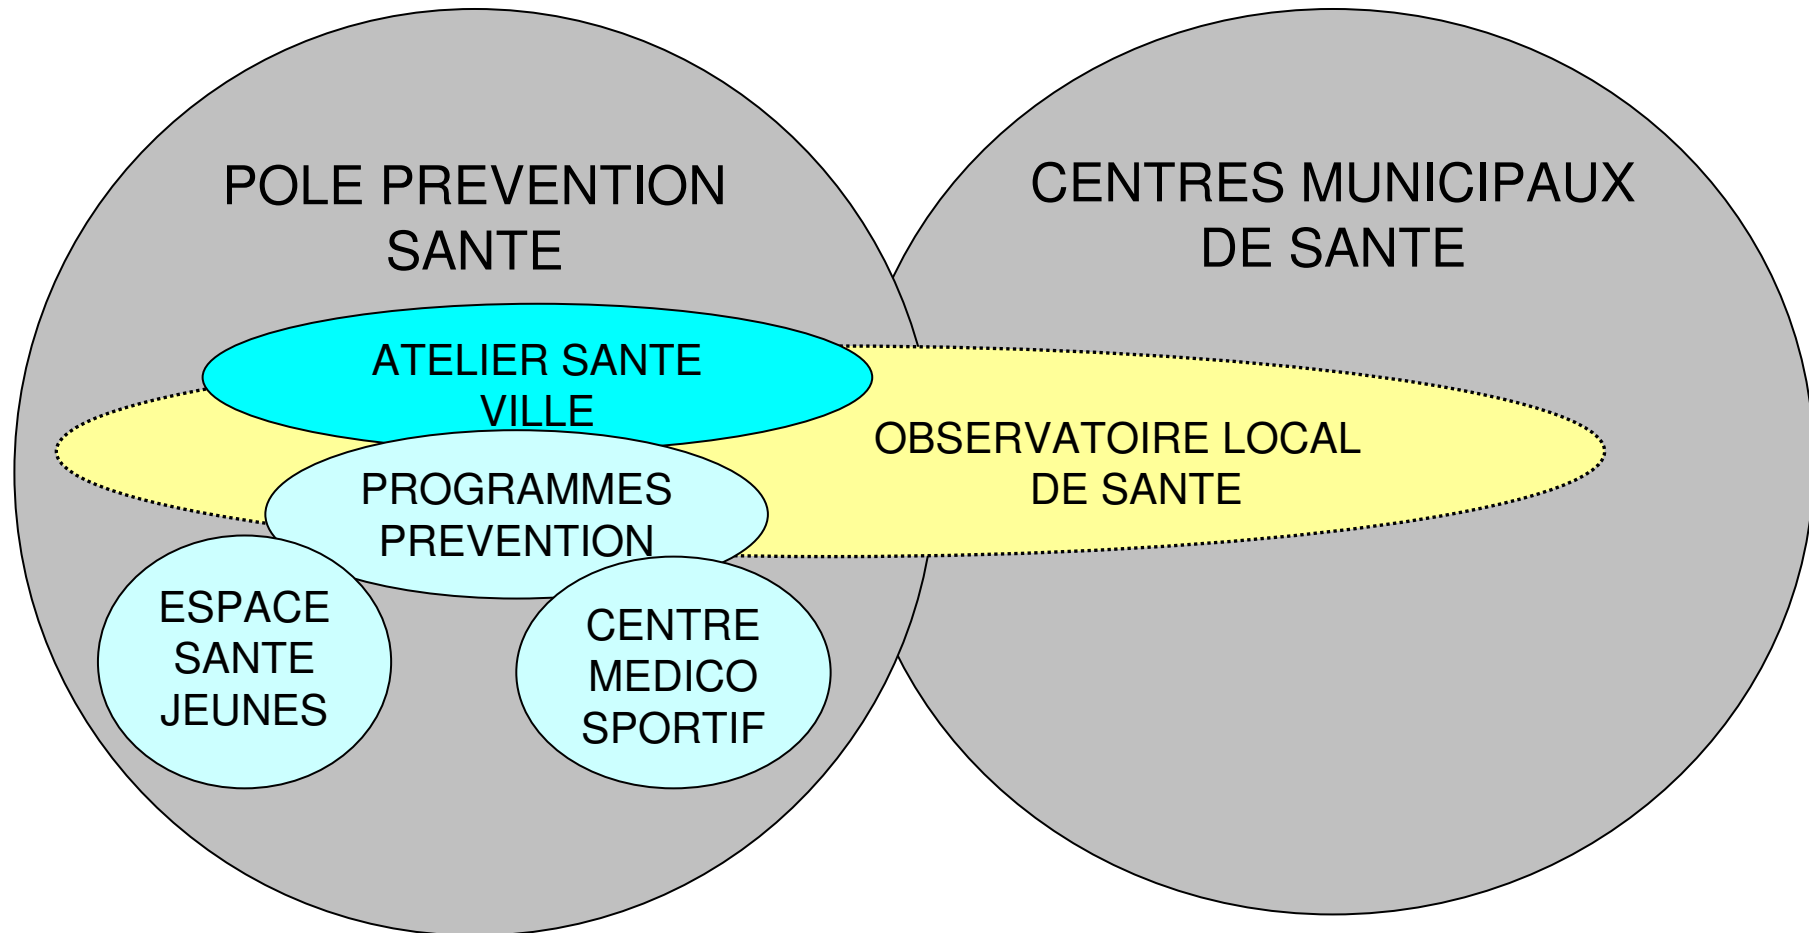 POLE PREVENTION
SANTE
CENTRES MUNICIPAUX
DE SANTE
ATELIER SANTE
VILLE
OBSERVATOIRE LOCAL
DE SANTE
PROGRAMMES
PREVENTION
ESPACE
SANTE
JEUNES
CENTRE
MEDICO
SPORTIF